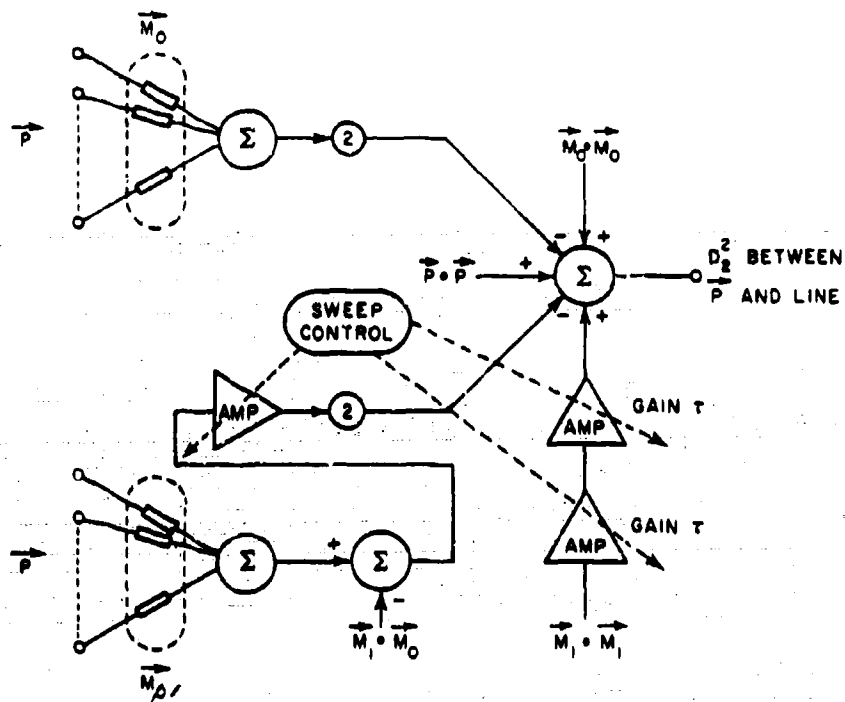 M₀
P
Σ
2
M₀ • M₀
- +
P • P + Σ
D₂² BETWEEN
P AND LINE
- +
SWEEP
CONTROL
AMP
2
AMP
GAIN τ
AMP
GAIN τ
P
Σ
+
Σ
-
M₁ • M₀
M₁ • M₁